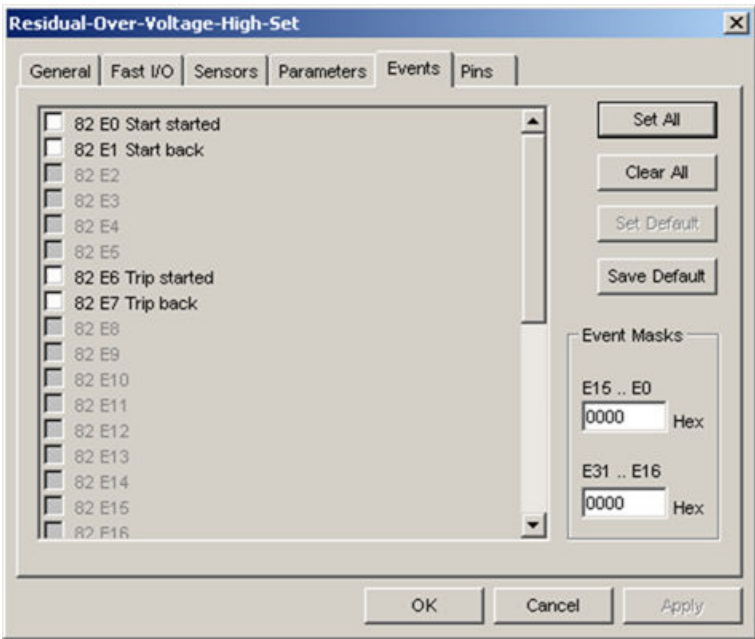 Residual-Over-Voltage-High-Set
General Fast I/O Sensors Parameters Events Pins
82 E0 Start started
82 E1 Start back
82 E2
82 E3
82 E4
82 E5
82 E6 Trip started
82 E7 Trip back
82 E8
82 E9
82 E10
82 E11
82 E12
82 E13
82 E14
82 E15
82 E16
Set All
Clear All
Set Default
Save Default
Event Masks
E15 .. E0
0000 Hex
E31 .. E16
0000 Hex
OK Cancel Apply